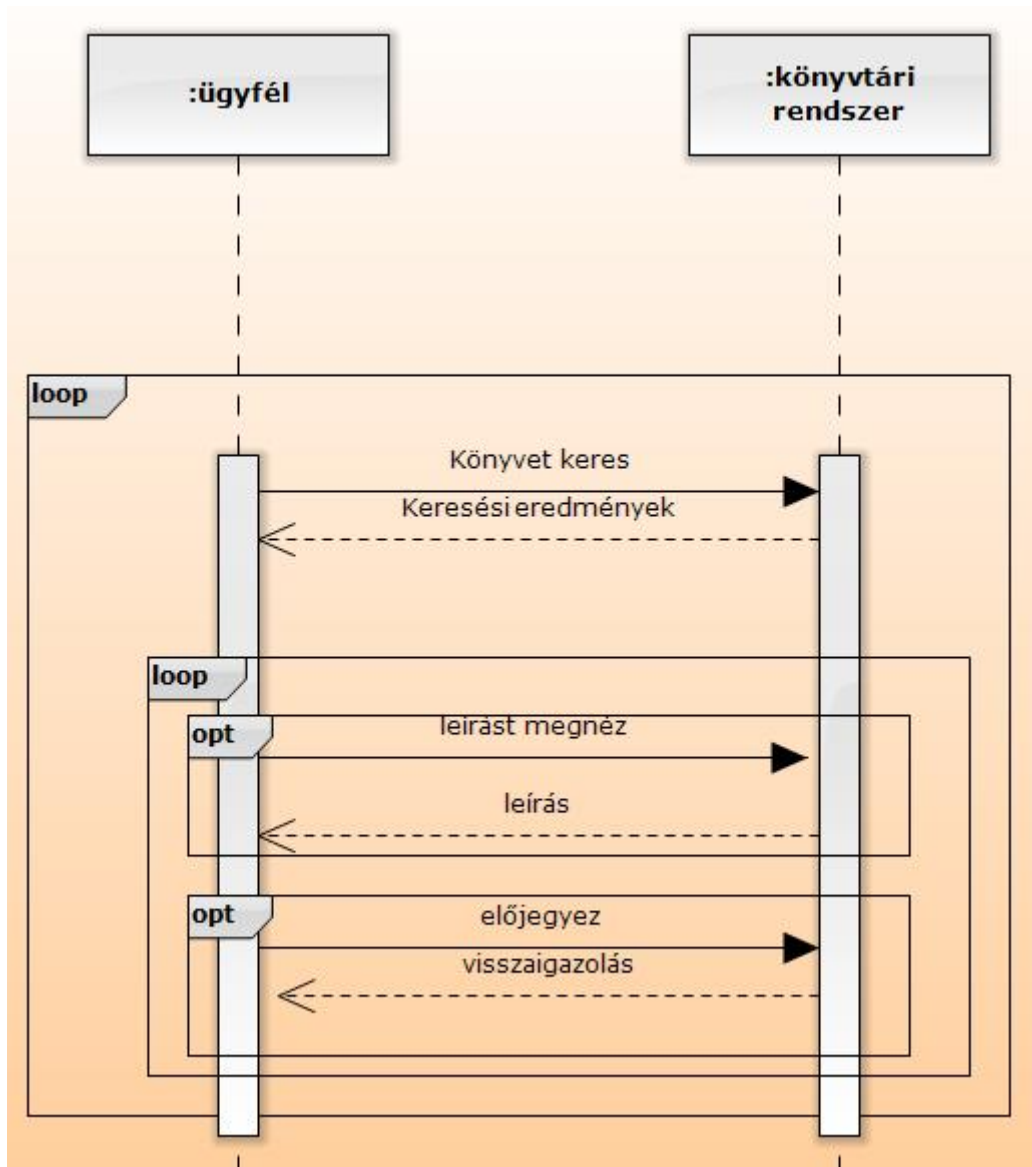 :ügyfél
:könyvtári
rendszer
loop
Könyvet keres
Keresési eredmények
loop
opt
leírást megnéz
leírás
opt
előjegyez
visszaigazolás